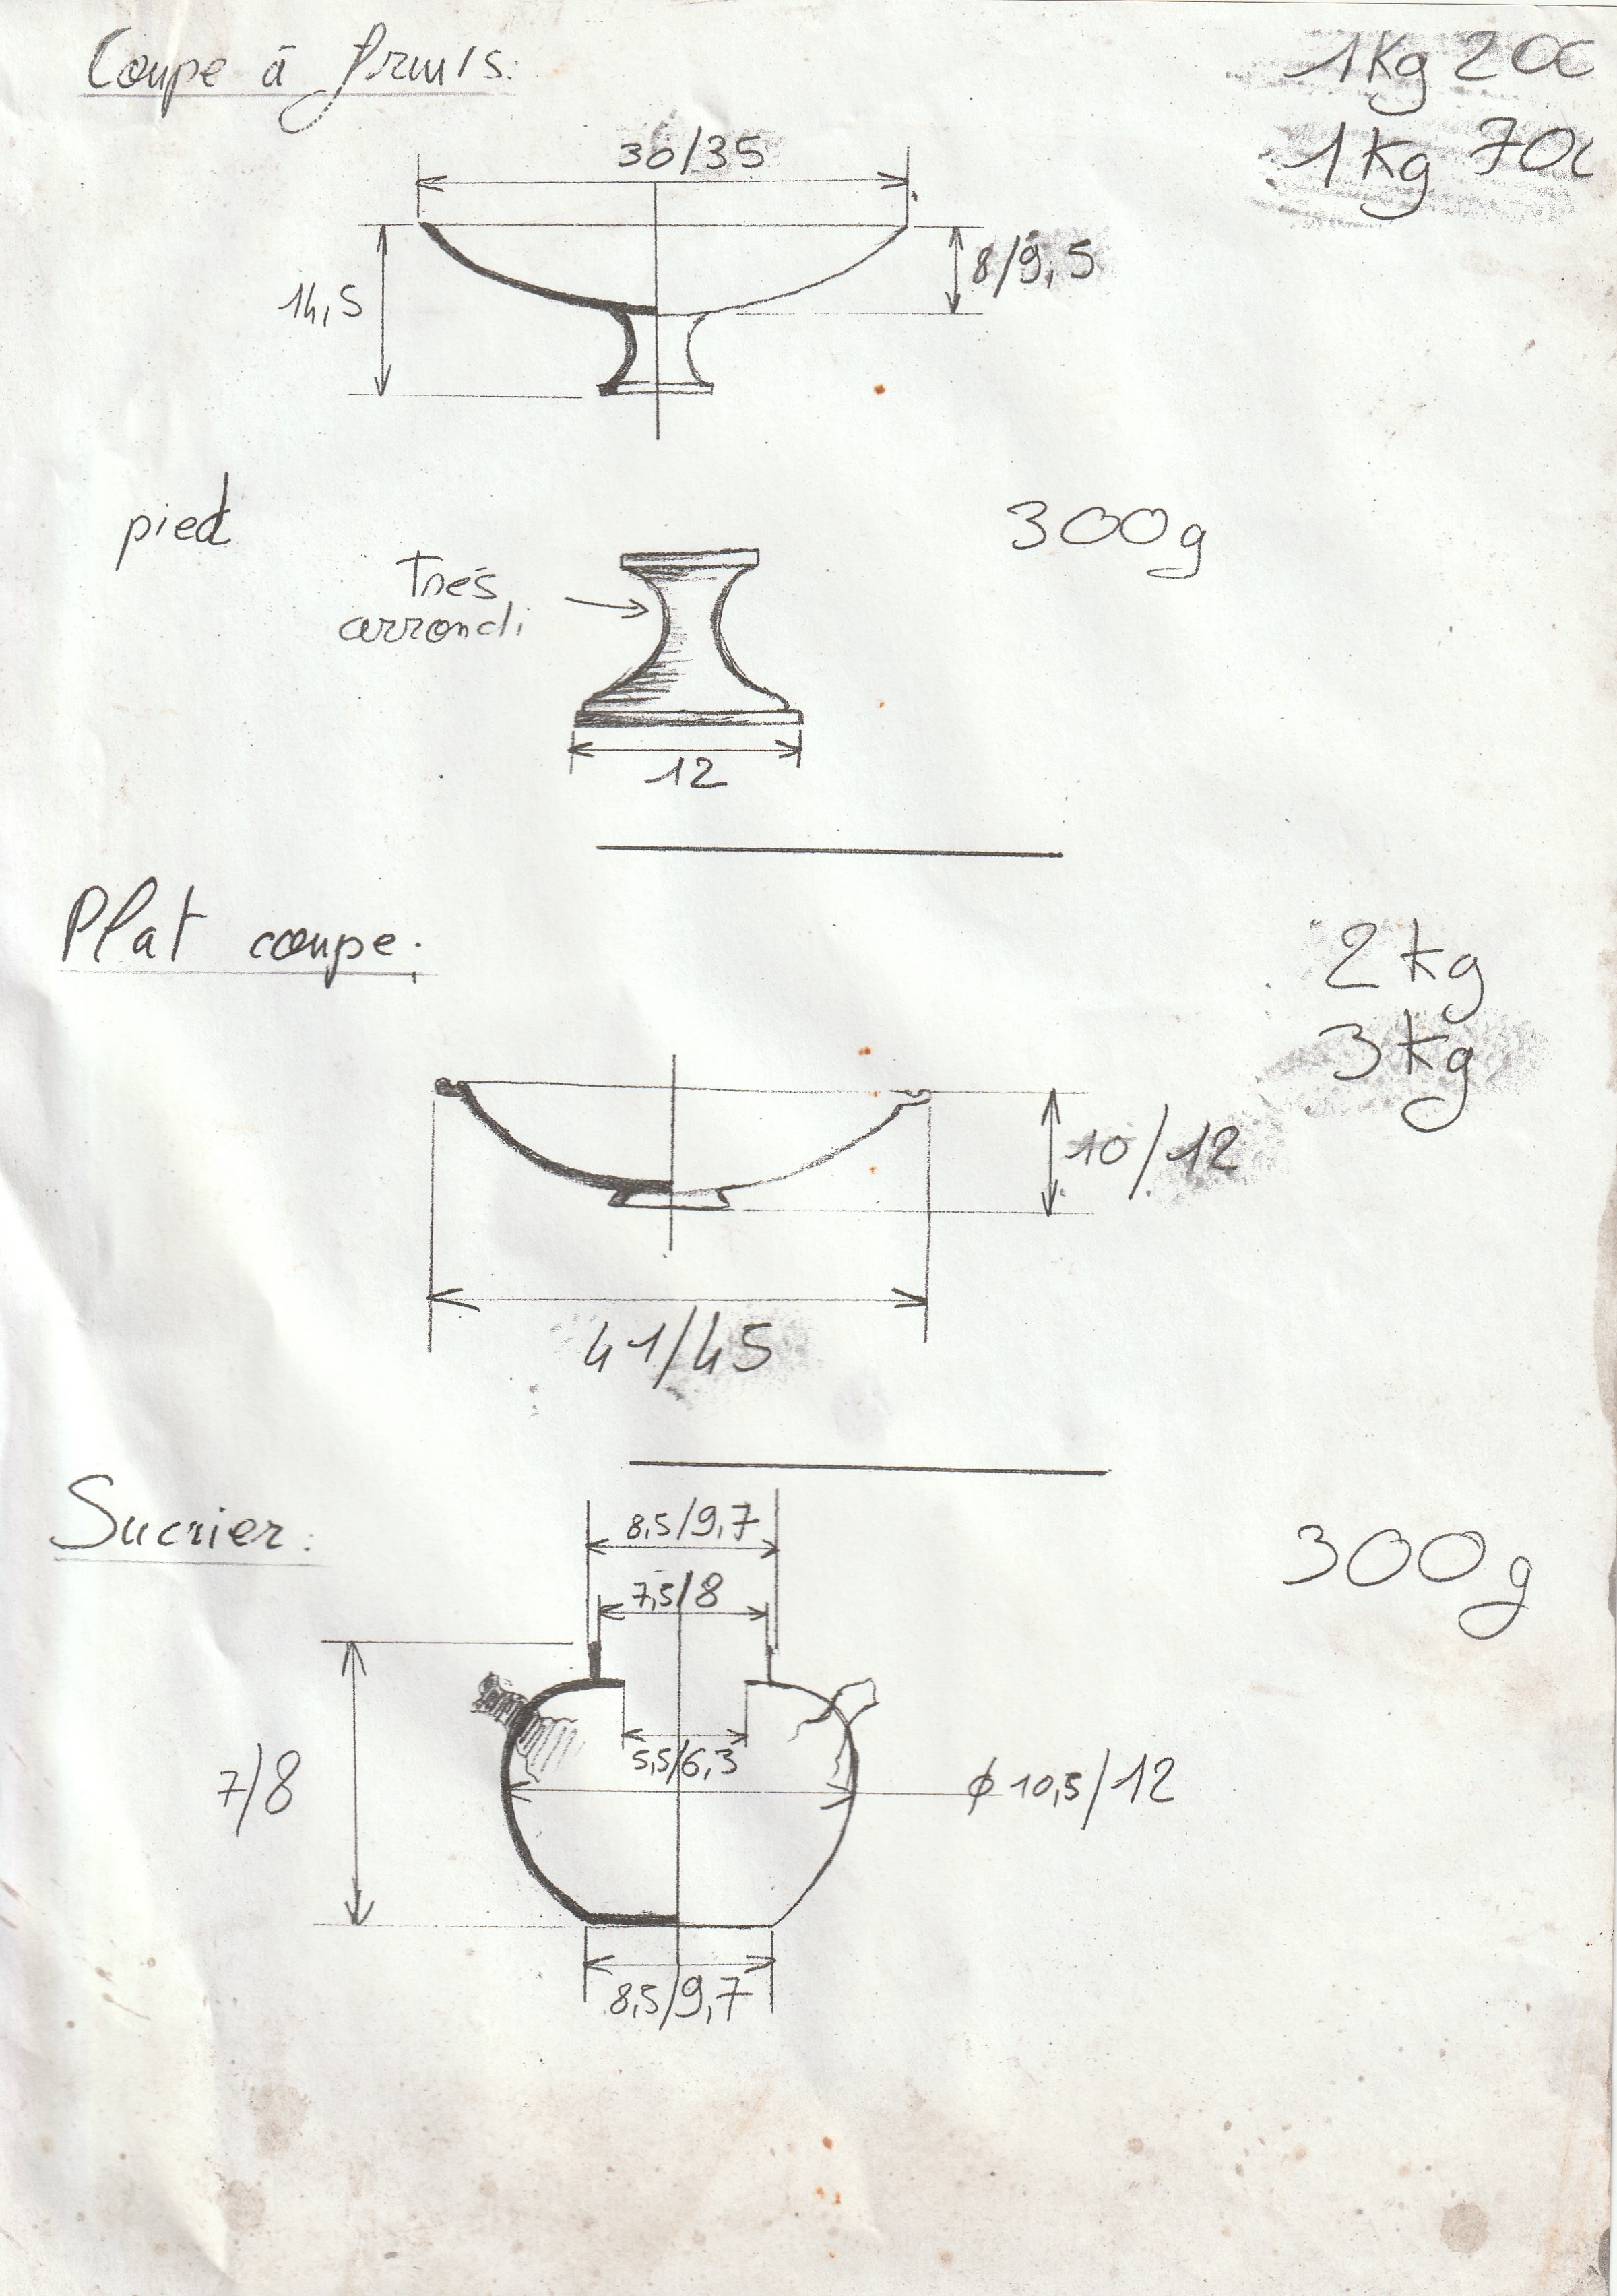 Coupe à fruis.
1Kg 200
1Kg 700
30/35
14,5
8/9,5
pied
300g
Très
arrondi
12
Plat coupe.
2kg
3kg
10/12
41/45
Sucrier.
300g
8,5/9,7
7,5/8
7/8
5,5/6,3
ϕ 10,5/12
8,5/9,7